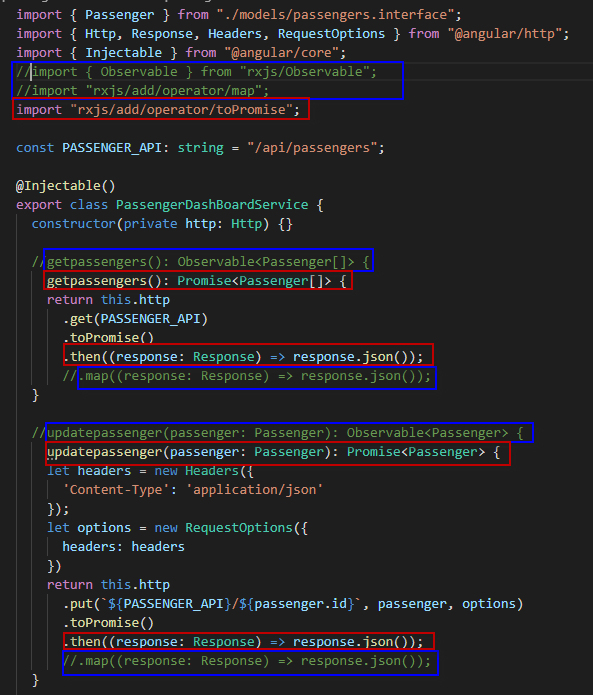 import { Passenger } from "./models/passengers.interface";
import { Http, Response, Headers, RequestOptions } from "@angular/http";
import { Injectable } from "@angular/core";
//import { Observable } from "rxjs/Observable";
//import "rxjs/add/operator/map";
import "rxjs/add/operator/toPromise";

const PASSENGER_API: string = "/api/passengers";

@Injectable()
export class PassengerDashBoardService {
  constructor(private http: Http) {}

  //getpassengers(): Observable<Passenger[]> {
    getpassengers(): Promise<Passenger[]> {
    return this.http
      .get(PASSENGER_API)
      .toPromise()
      .then((response: Response) => response.json());
      //.map((response: Response) => response.json());
  }

  //updatepassenger(passenger: Passenger): Observable<Passenger> {
    updatepassenger(passenger: Passenger): Promise<Passenger> {
    let headers = new Headers({
      'Content-Type': 'application/json'
    });
    let options = new RequestOptions({
      headers: headers
    })
    return this.http
      .put(`${PASSENGER_API}/${passenger.id}`, passenger, options)
      .toPromise()
      .then((response: Response) => response.json());
      //.map((response: Response) => response.json());
  }